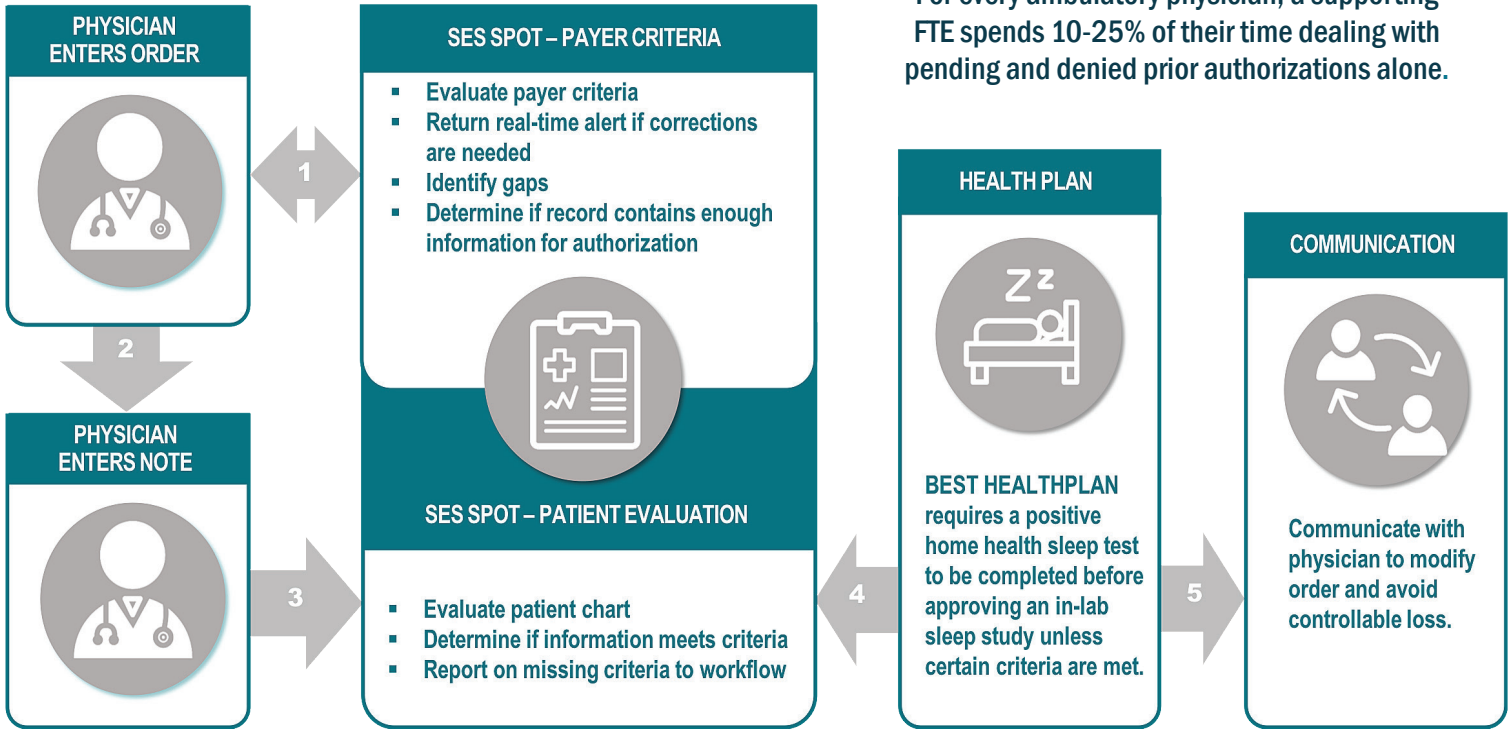 PHYSICIAN
ENTERS ORDER
1
2
PHYSICIAN
ENTERS NOTE
3
SES SPOT – PAYER CRITERIA
▪ Evaluate payer criteria
▪ Return real-time alert if corrections
are needed
▪ Identify gaps
▪ Determine if record contains enough
information for authorization
SES SPOT – PATIENT EVALUATION
▪ Evaluate patient chart
▪ Determine if information meets criteria
▪ Report on missing criteria to workflow
For every ambulatory physician, a supporting
FTE spends 10-25% of their time dealing with
pending and denied prior authorizations alone.
4
HEALTH PLAN
Z z
BEST HEALTHPLAN
requires a positive
home health sleep test
to be completed before
approving an in-lab
sleep study unless
certain criteria are met.
5
COMMUNICATION
Communicate with
physician to modify
order and avoid
controllable loss.